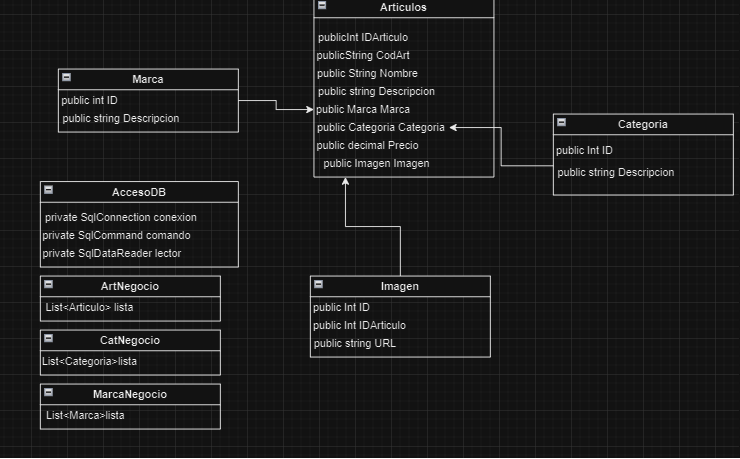 Articulos
publicInt IDArticulo
publicString CodArt
public String Nombre
public string Descripcion
public Marca Marca
public Categoria Categoria
public decimal Precio
public Imagen Imagen
Marca
public int ID
public string Descripcion
Categoria
public Int ID
public string Descripcion
AccesoDB
private SqlConnection conexion
private SqlCommand comando
private SqlDataReader lector
ArtNegocio
List<Articulo> lista
CatNegocio
List<Categoria>lista
MarcaNegocio
List<Marca>lista
Imagen
public Int ID
public Int IDArticulo
public string URL